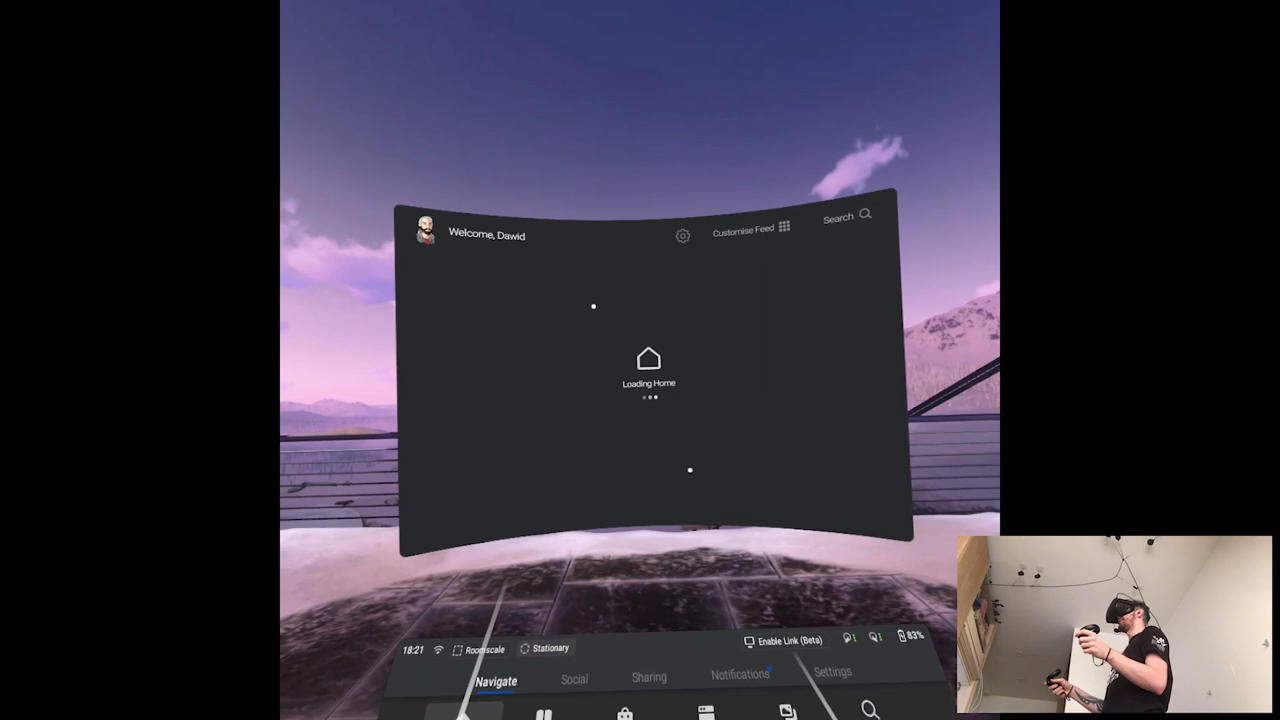 Welcome, Dawid
Customise Feed
Search
Loading Home
18:21
Roomscale
Stationary
Enable Link (Beta)
83%
Navigate
Social
Sharing
Notifications
Settings